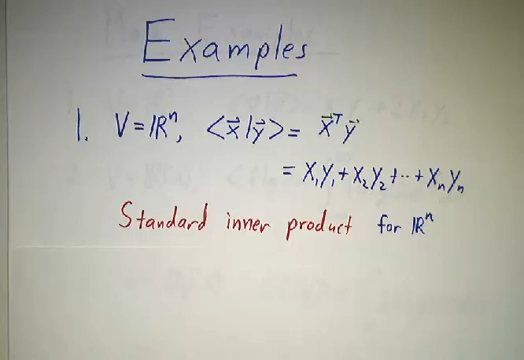 Examples
1. V = ℝⁿ, <x⃗|y⃗> = x⃗ᵀy⃗
= x₁y₁ + x₂y₂ + ... + xₙyₙ
Standard inner product for ℝⁿ